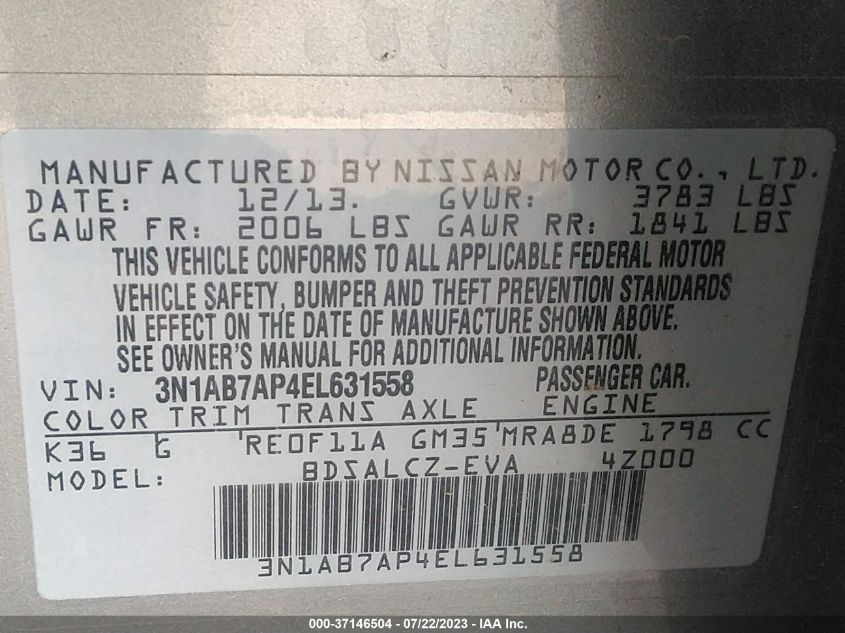 MANUFACTURED BY NISSAN MOTOR CO., LTD.
DATE: 12/13. GVWR: 3783 LBS
GAWR FR: 2006 LBS GAWR RR: 1841 LBS
THIS VEHICLE CONFORMS TO ALL APPLICABLE FEDERAL MOTOR
VEHICLE SAFETY, BUMPER AND THEFT PREVENTION STANDARDS
IN EFFECT ON THE DATE OF MANUFACTURE SHOWN ABOVE.
SEE OWNER'S MANUAL FOR ADDITIONAL INFORMATION.
VIN: 3N1AB7AP4EL631558 PASSENGER CAR.
COLOR TRIM TRANS AXLE ENGINE
K36 G RE0F11A GM35 MRA8DE 1798 CC
MODEL: BDSALCZ-EVA 4Z000
3N1AB7AP4EL631558
000-37146504 - 07/22/2023 - IAA Inc.